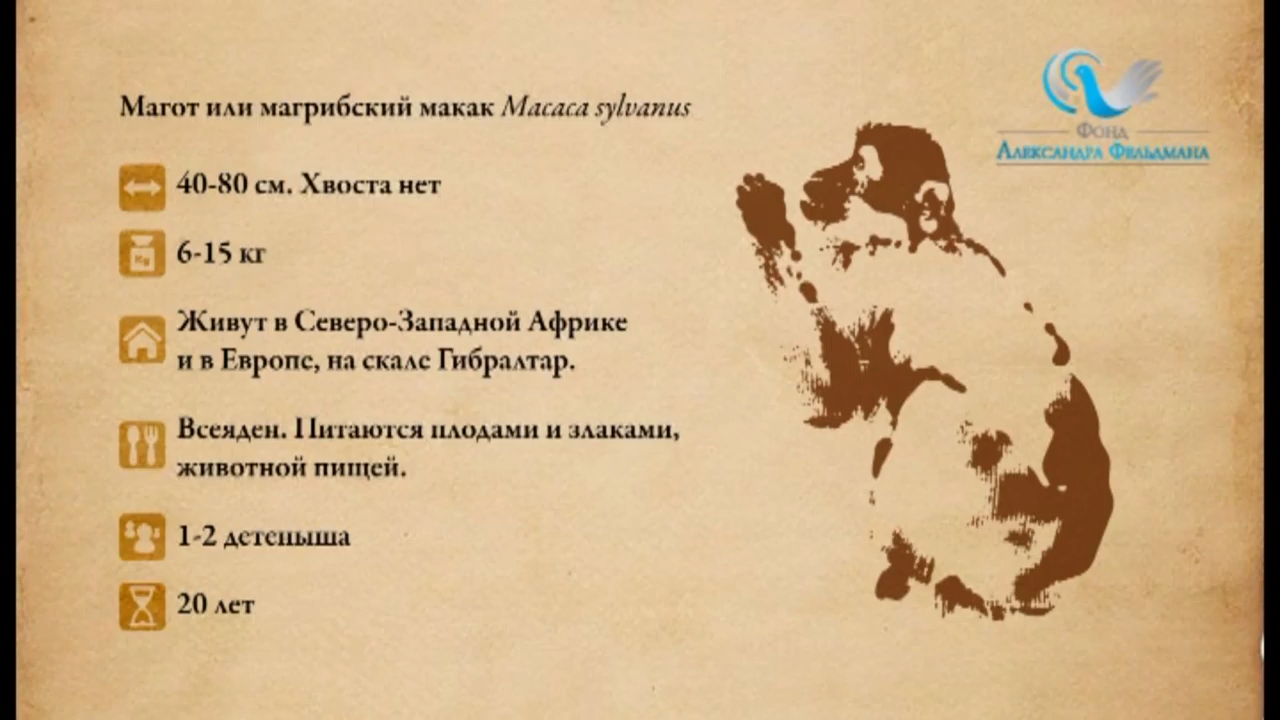 Магот или магрибский макак Macaca sylvanus
40-80 см. Хвоста нет
Kg
6-15 кг
Живут в Северо-Западной Африке
и в Европе, на скале Гибралтар.
Всеяден. Питаются плодами и злаками,
животной пищей.
1-2 детеныша
20 лет
Фонд
Александра Фельдмана